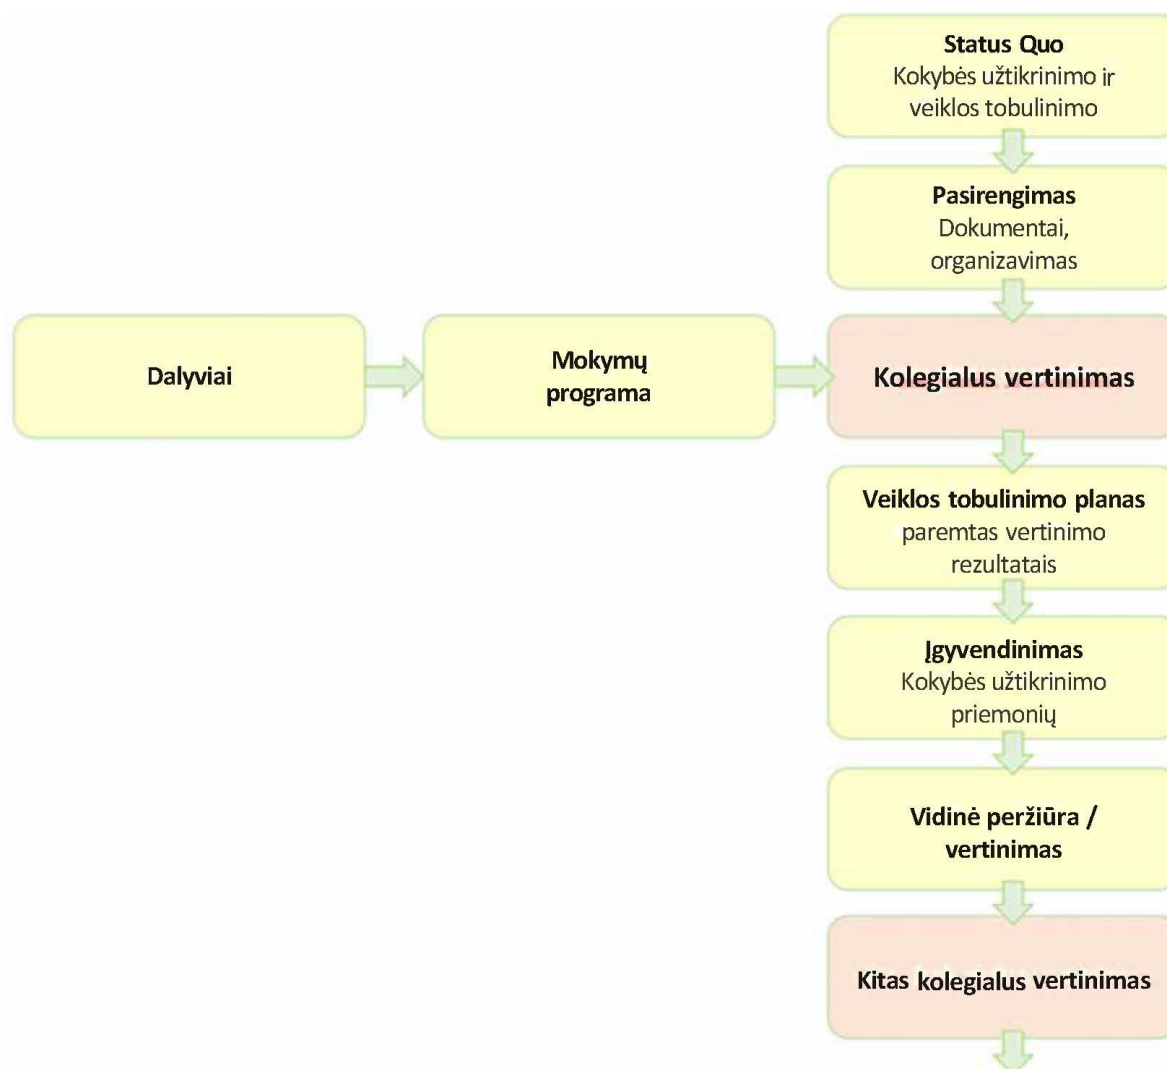 Status Quo
Kokybės užtikrinimo ir
veiklos tobulinimo
Pasirengimas
Dokumentai,
organizavimas
Dalyviai
Mokymų
programa
Kolegialus vertinimas
Veiklos tobulinimo planas
paremtas vertinimo
rezultatais
Įgyvendinimas
Kokybės užtikrinimo
priemonių
Vidinė peržiūra /
vertinimas
Kitas kolegialus vertinimas